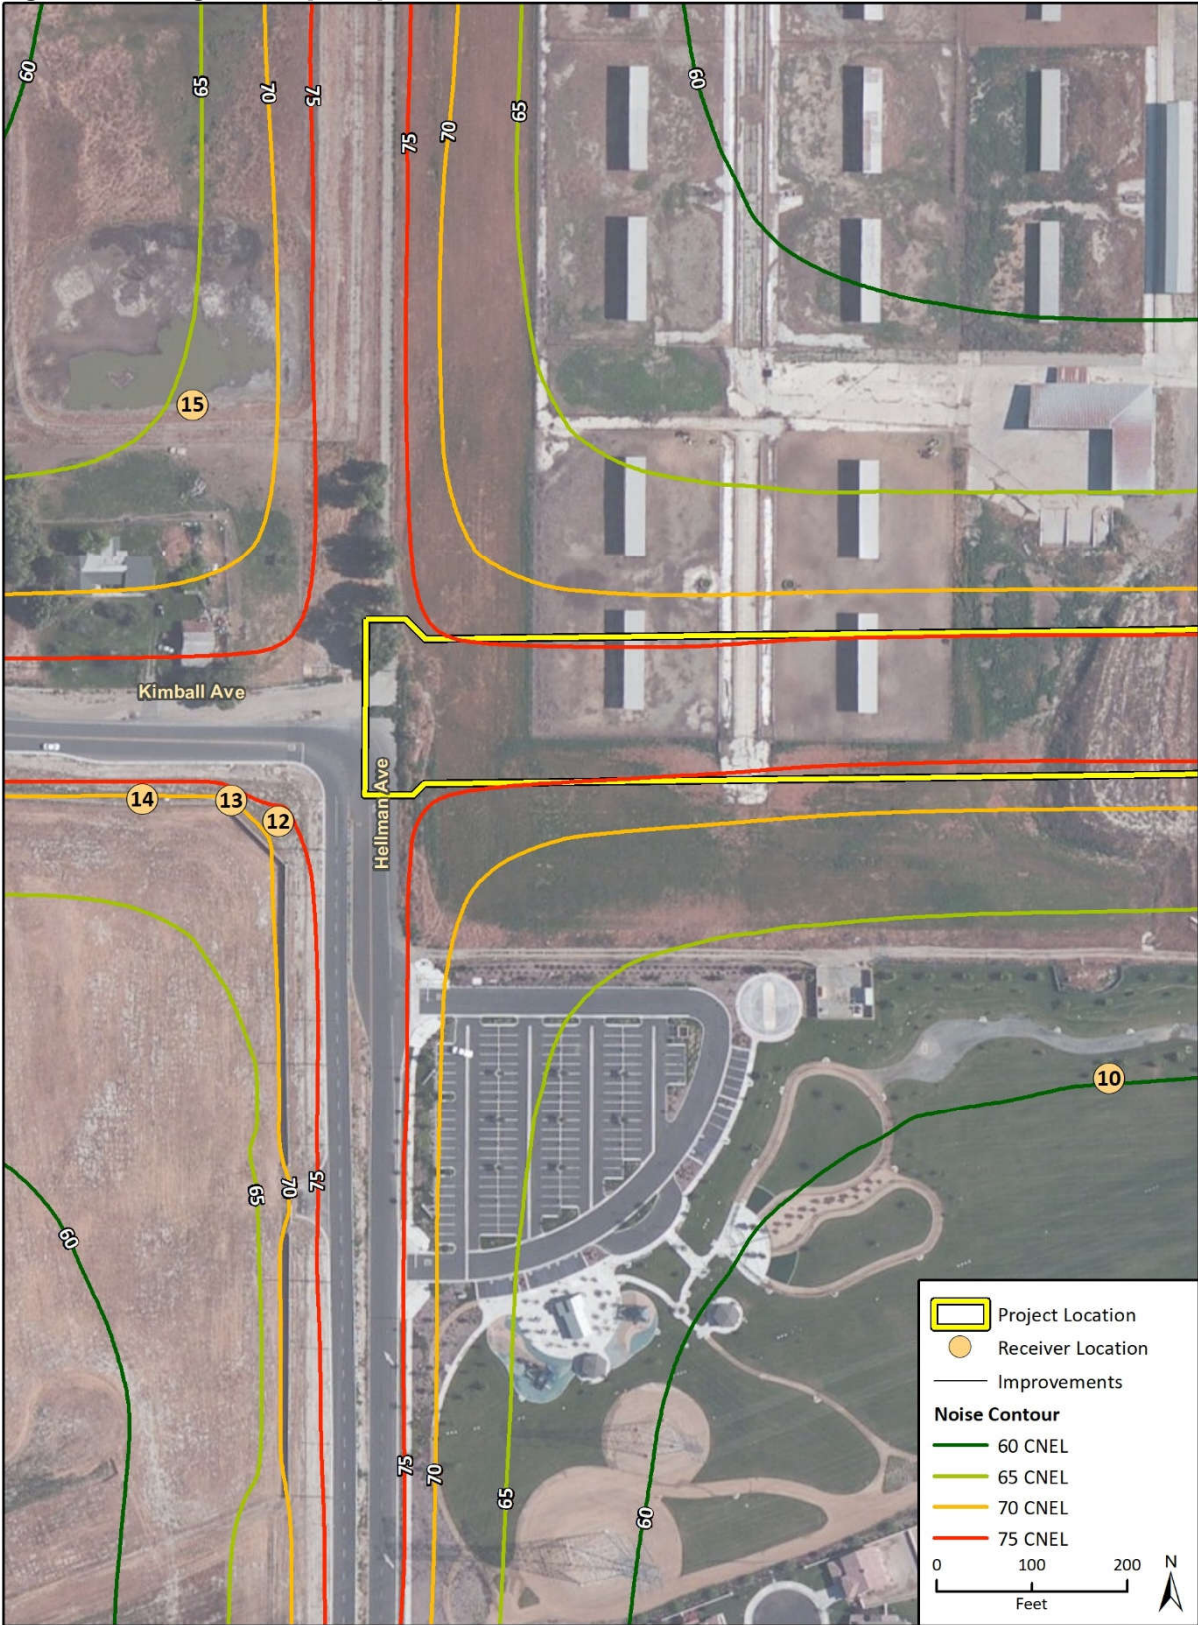 60
65
70
75
75
70
65
60
15
Kimball Ave
14
13
12
Hellman Ave
10
65
70
75
60
75
70
65
60
Project Location
Receiver Location
Improvements
Noise Contour
60 CNEL
65 CNEL
70 CNEL
75 CNEL
0 100 200
Feet
N